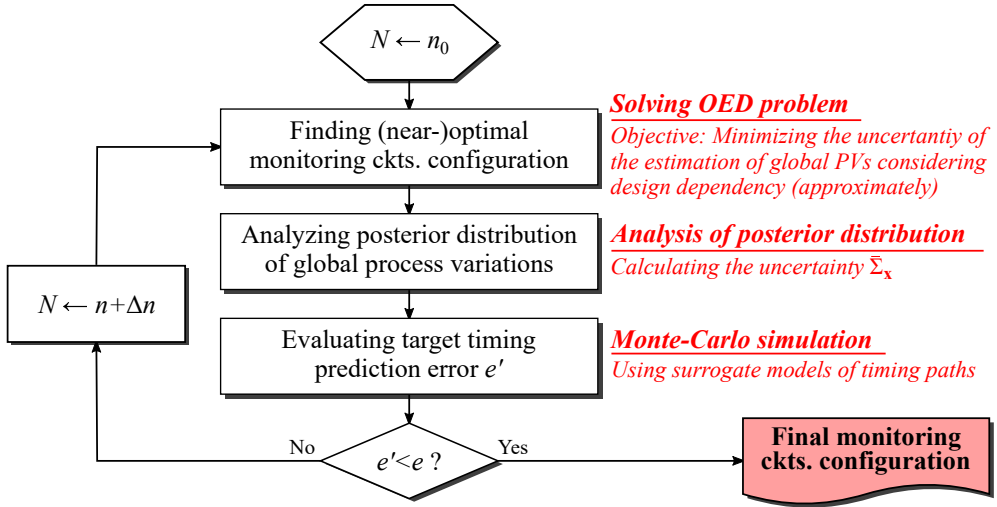 N ← n₀
Finding (near-)optimal
monitoring ckts. configuration
Solving OED problem
Objective: Minimizing the uncertantiy of
the estimation of global PVs considering
design dependency (approximately)
Analyzing posterior distribution
of global process variations
Analysis of posterior distribution
Calculating the uncertainty Σ̄ₓ
N ← n+Δn
Evaluating target timing
prediction error e′
Monte-Carlo simulation
Using surrogate models of timing paths
No
e′<e ?
Yes
Final monitoring
ckts. configuration